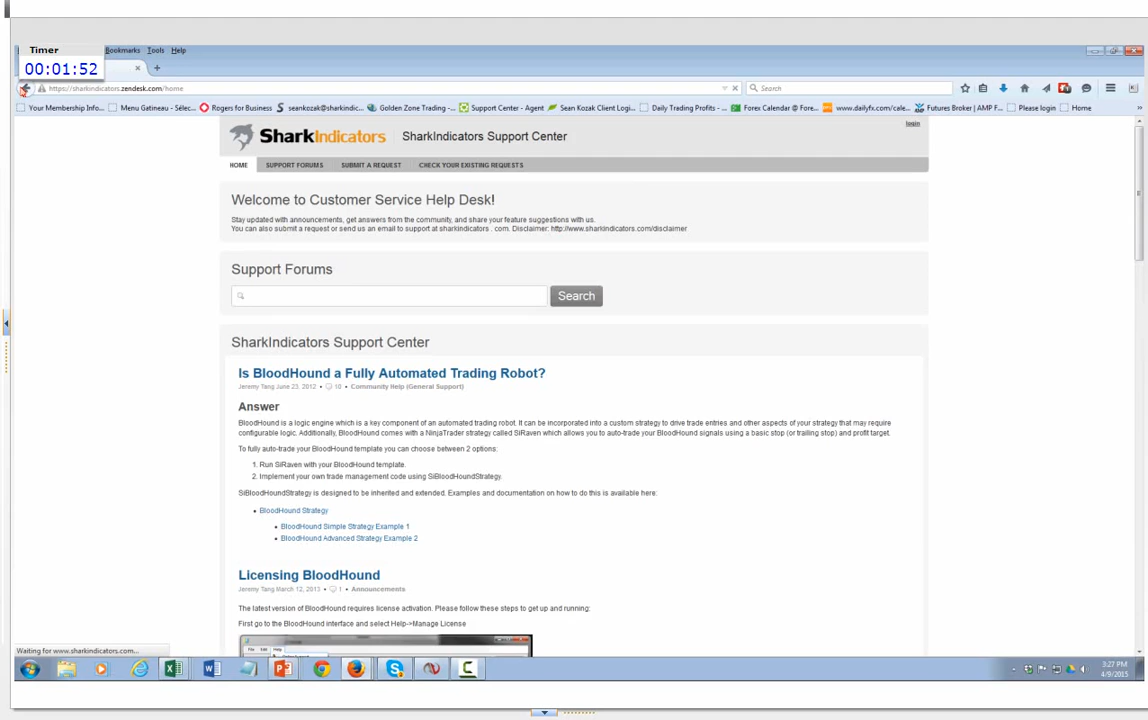 Timer
00:01:52
Bookmarks Tools Help
https://sharkindicators.zendesk.com/home
Search
Your Membership Info... Menu Gatineau - Sélec... Rogers for Business seankozak@sharkindic... Golden Zone Trading -... Support Center - Agent Sean Kozak Client Logi... Daily Trading Profits -... Forex Calendar @ Fore... www.dailyfx.com/cale... Futures Broker | AMP F... Please login Home
SharkIndicators SharkIndicators Support Center
login
HOME SUPPORT FORUMS SUBMIT A REQUEST CHECK YOUR EXISTING REQUESTS
Welcome to Customer Service Help Desk!
Stay updated with announcements, get answers from the community, and share your feature suggestions with us.
You can also submit a request or send us an email to support at sharkindicators . com. Disclaimer: http://www.sharkindicators.com/disclaimer
Support Forums
Search
SharkIndicators Support Center
Is BloodHound a Fully Automated Trading Robot?
Jeremy Tang June 23, 2012 • 10 • Community Help (General Support)
Answer
BloodHound is a logic engine which is a key component of an automated trading robot. It can be incorporated into a custom strategy to drive trade entries and other aspects of your strategy that may require
configurable logic. Additionally, BloodHound comes with a NinjaTrader strategy called SiRaven which allows you to auto-trade your BloodHound signals using a basic stop (or trailing stop) and profit target.
To fully auto-trade your BloodHound template you can choose between 2 options:
1. Run SiRaven with your BloodHound template.
2. Implement your own trade management code using SiBloodHoundStrategy.
SiBloodHoundStrategy is designed to be inherited and extended. Examples and documentation on how to do this is available here:
• BloodHound Strategy
• BloodHound Simple Strategy Example 1
• BloodHound Advanced Strategy Example 2
Licensing BloodHound
Jeremy Tang March 12, 2013 • 1 • Announcements
The latest version of BloodHound requires license activation. Please follow these steps to get up and running:
First go to the BloodHound interface and select Help->Manage License
File Edit Help
Waiting for www.sharkindicators.com...
3:27 PM
4/9/2015